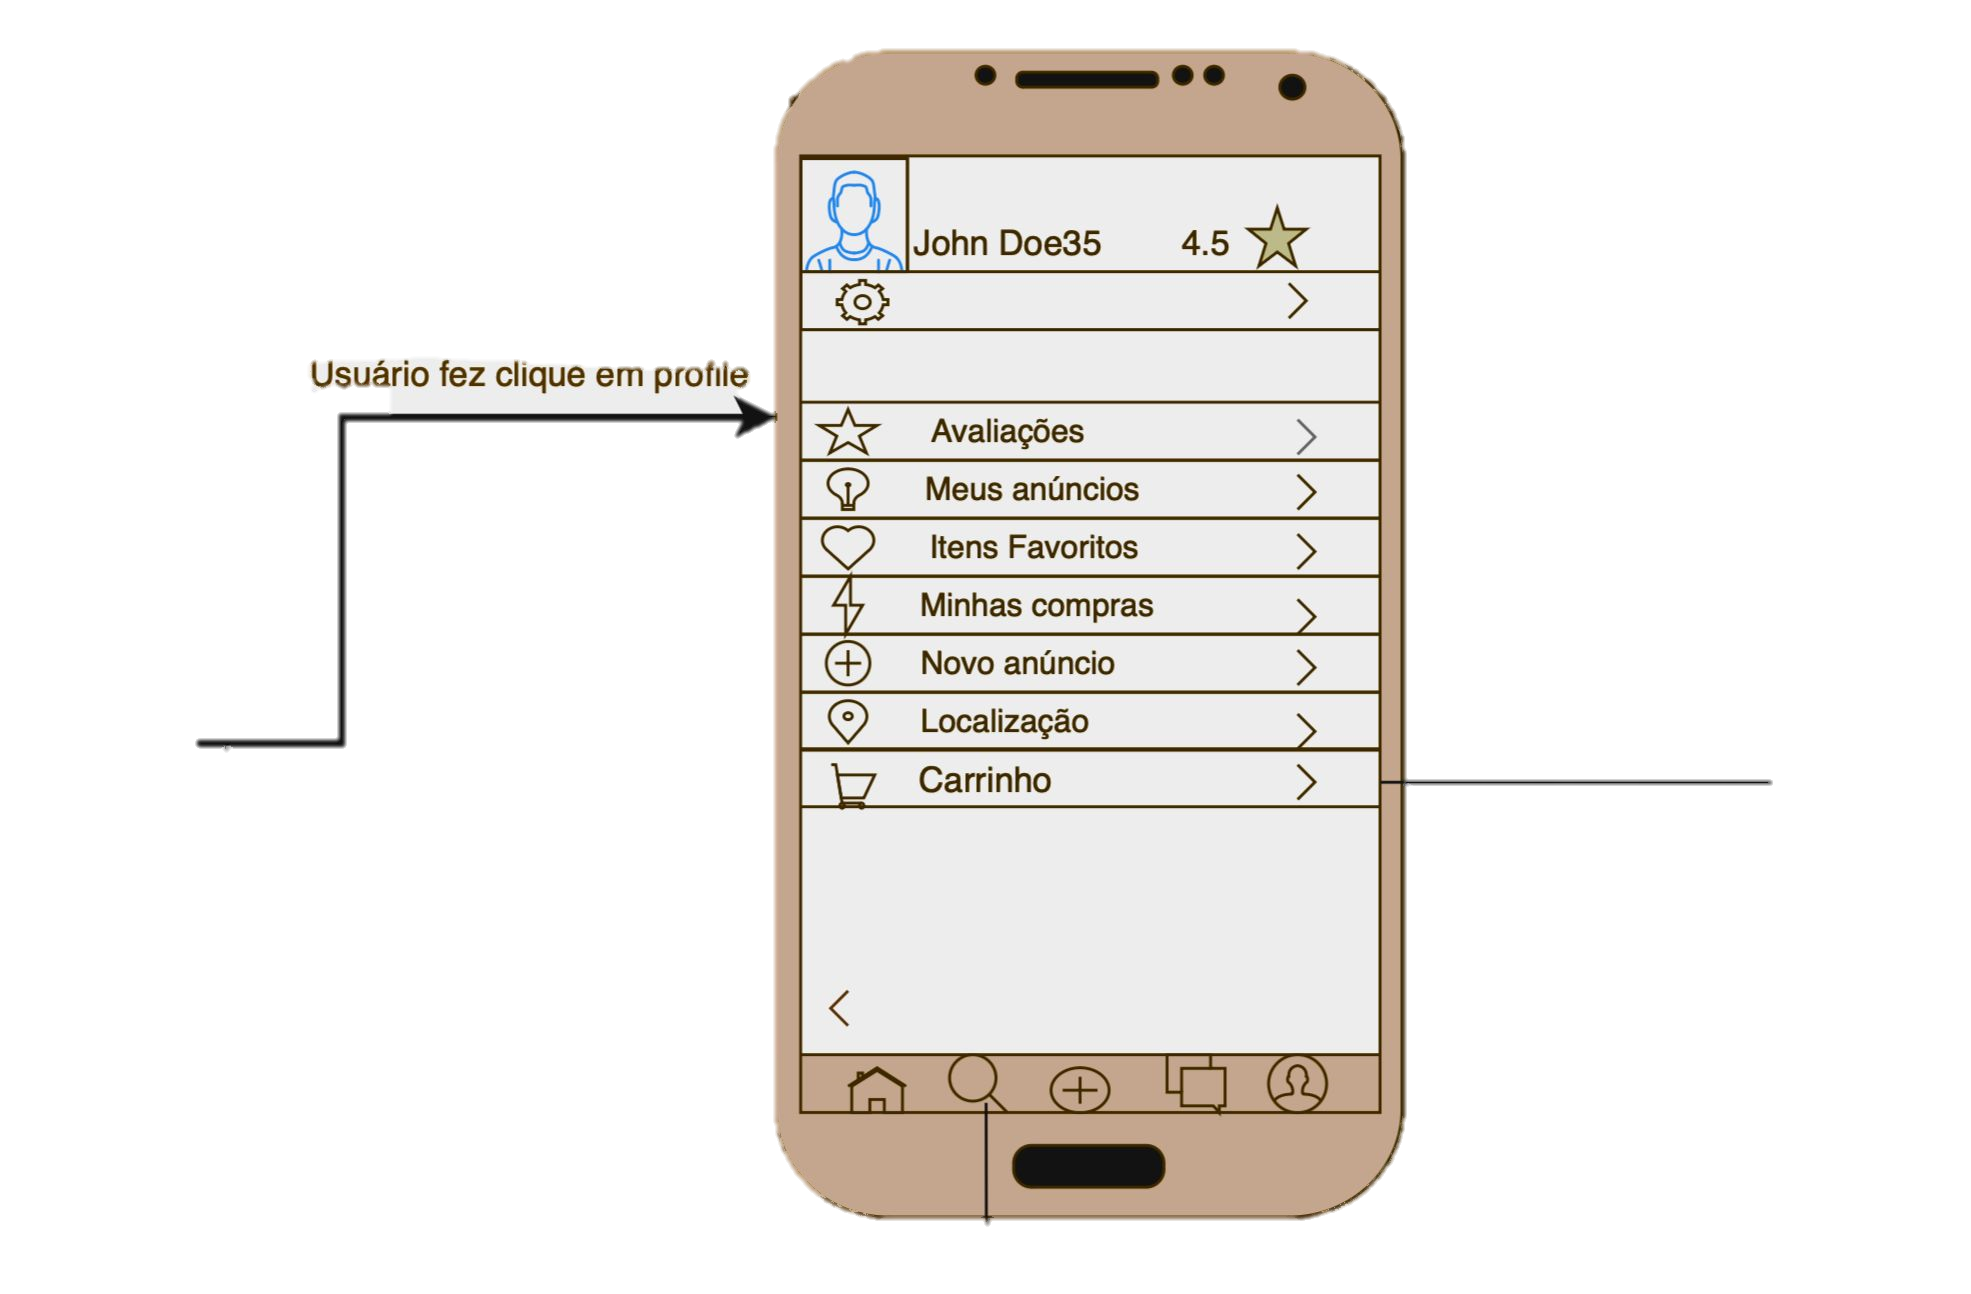 John Doe35 4.5
Usuário fez clique em profile
Avaliações
Meus anúncios
Itens Favoritos
Minhas compras
Novo anúncio
Localização
Carrinho